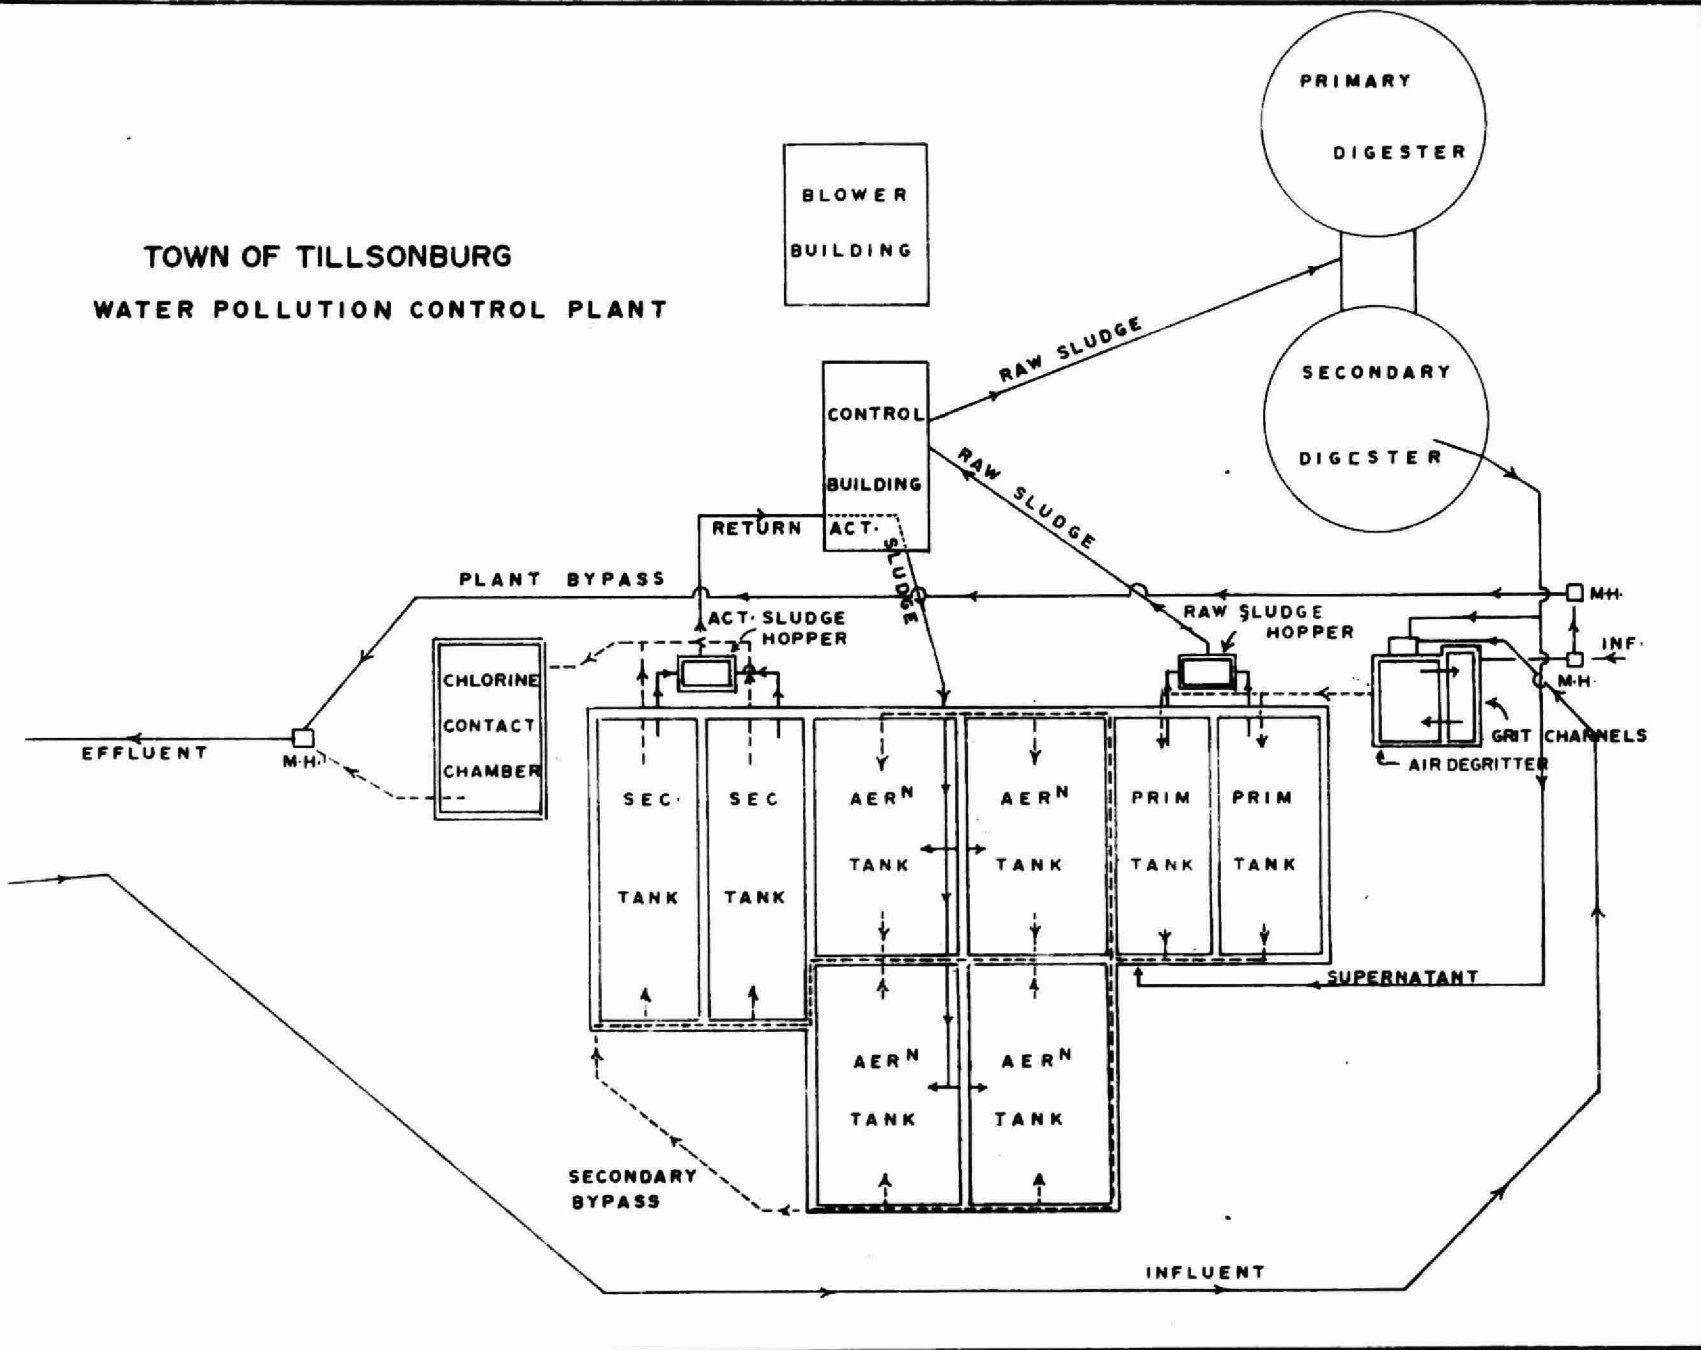 PRIMARY
DIGESTER
BLOWER
BUILDING
TOWN OF TILLSONBURG
WATER POLLUTION CONTROL PLANT
RAW SLUDGE
SECONDARY
DIGESTER
CONTROL
BUILDING
RAW SLUDGE
RETURN ACT. SLUDGE
PLANT BYPASS
M.H.
ACT. SLUDGE
HOPPER
RAW SLUDGE
HOPPER
INF.
M.H.
CHLORINE
CONTACT
CHAMBER
EFFLUENT
M.H.
GRIT CHANNELS
AIR DEGRITTER
SEC.
TANK
SEC
TANK
AERN
TANK
AERN
TANK
PRIM
TANK
PRIM
TANK
SUPERNATANT
AERN
TANK
AERN
TANK
SECONDARY
BYPASS
INFLUENT